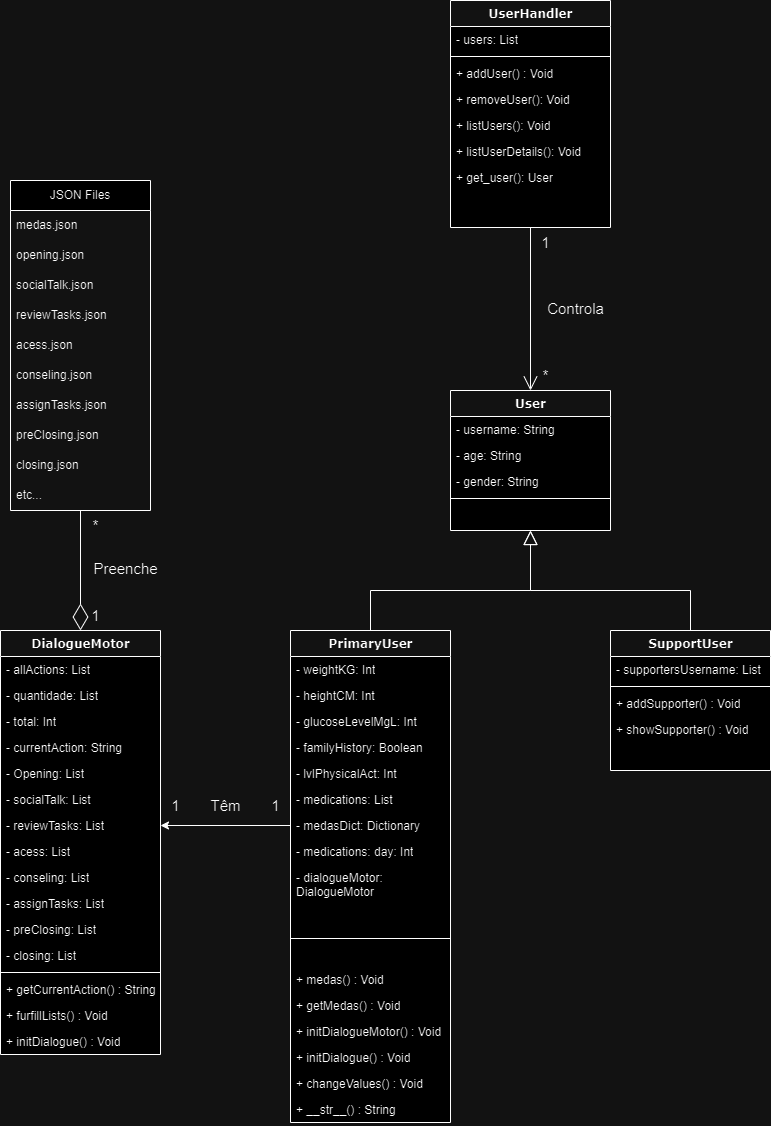 UserHandler
- users: List
+ addUser() : Void
+ removeUser(): Void
+ listUsers(): Void
+ listUserDetails(): Void
+ get_user(): User
1
Controla
*
JSON Files
medas.json
opening.json
socialTalk.json
reviewTasks.json
acess.json
conseling.json
assignTasks.json
preClosing.json
closing.json
etc...
*
Preenche
1
User
- username: String
- age: String
- gender: String
DialogueMotor
- allActions: List
- quantidade: List
- total: Int
- currentAction: String
- Opening: List
- socialTalk: List
- reviewTasks: List
- acess: List
- conseling: List
- assignTasks: List
- preClosing: List
- closing: List
+ getCurrentAction() : String
+ furfillLists() : Void
+ initDialogue() : Void
1 Têm 1
PrimaryUser
- weightKG: Int
- heightCM: Int
- glucoseLevelMgL: Int
- familyHistory: Boolean
- lvlPhysicalAct: Int
- medications: List
- medasDict: Dictionary
- medications: day: Int
- dialogueMotor:
DialogueMotor
+ medas() : Void
+ getMedas() : Void
+ initDialogueMotor() : Void
+ initDialogue() : Void
+ changeValues() : Void
+ __str__() : String
SupportUser
- supportersUsername: List
+ addSupporter() : Void
+ showSupporter() : Void